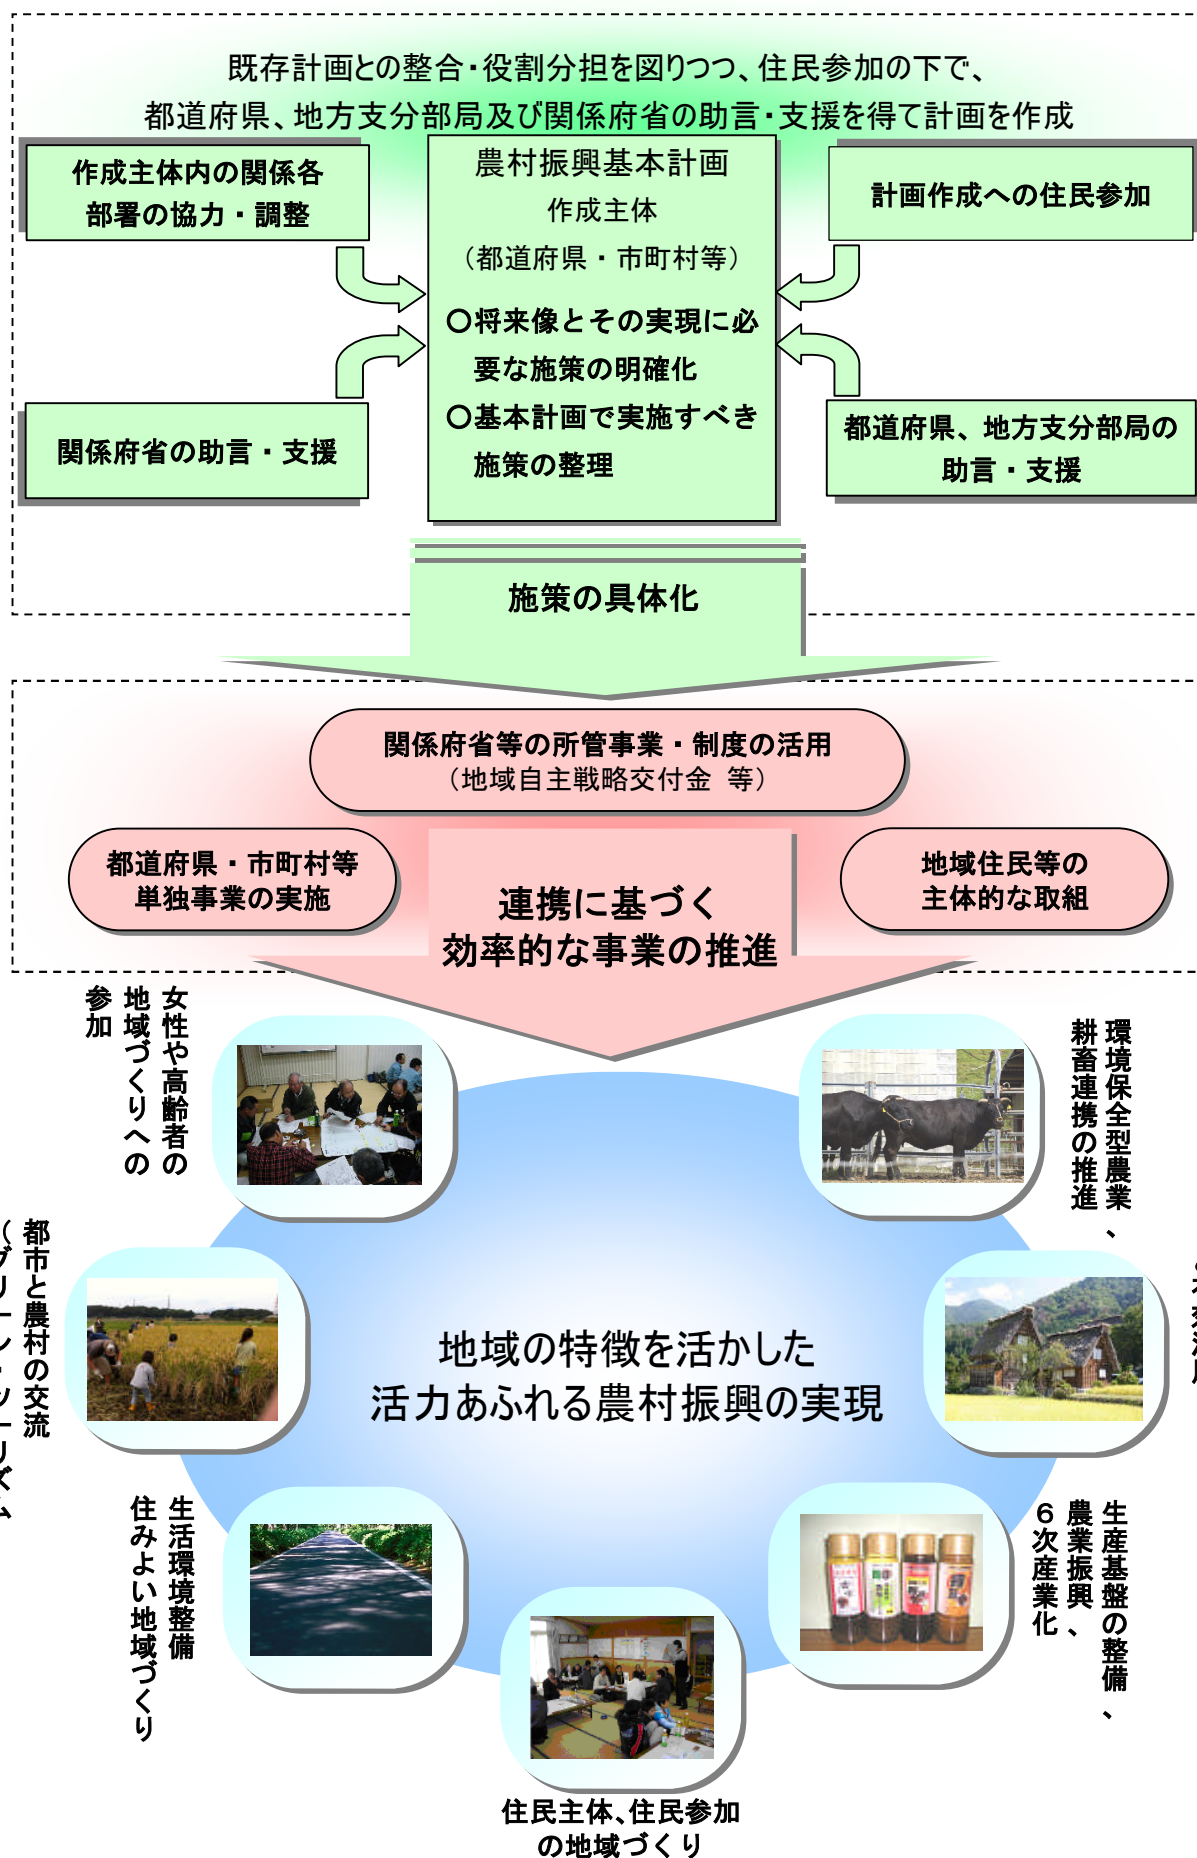 既存計画との整合・役割分担を図りつつ、住民参加の下で、
都道府県、地方支分部局及び関係府省の助言・支援を得て計画を作成
作成主体内の関係各
部署の協力・調整
農村振興基本計画
作成主体
（都道府県・市町村等）
○将来像とその実現に必
要な施策の明確化
○基本計画で実施すべき
施策の整理
計画作成への住民参加
関係府省の助言・支援
都道府県、地方支分部局の
助言・支援
施策の具体化
関係府省等の所管事業・制度の活用
（地域自主戦略交付金 等）
都道府県・市町村等
単独事業の実施
地域住民等の
主体的な取組
連携に基づく
効率的な事業の推進
女性や高齢者の
地域づくりへの
参加
環境保全型農業、
耕畜連携の推進
都市と農村の交流
（グリーン・ツーリズム
地域の特徴を活かした
活力あふれる農村振興の実現
生活環境整備
住みよい地域づくり
生産基盤の整備、
農業振興、
６次産業化
住民主体、住民参加
の地域づくり